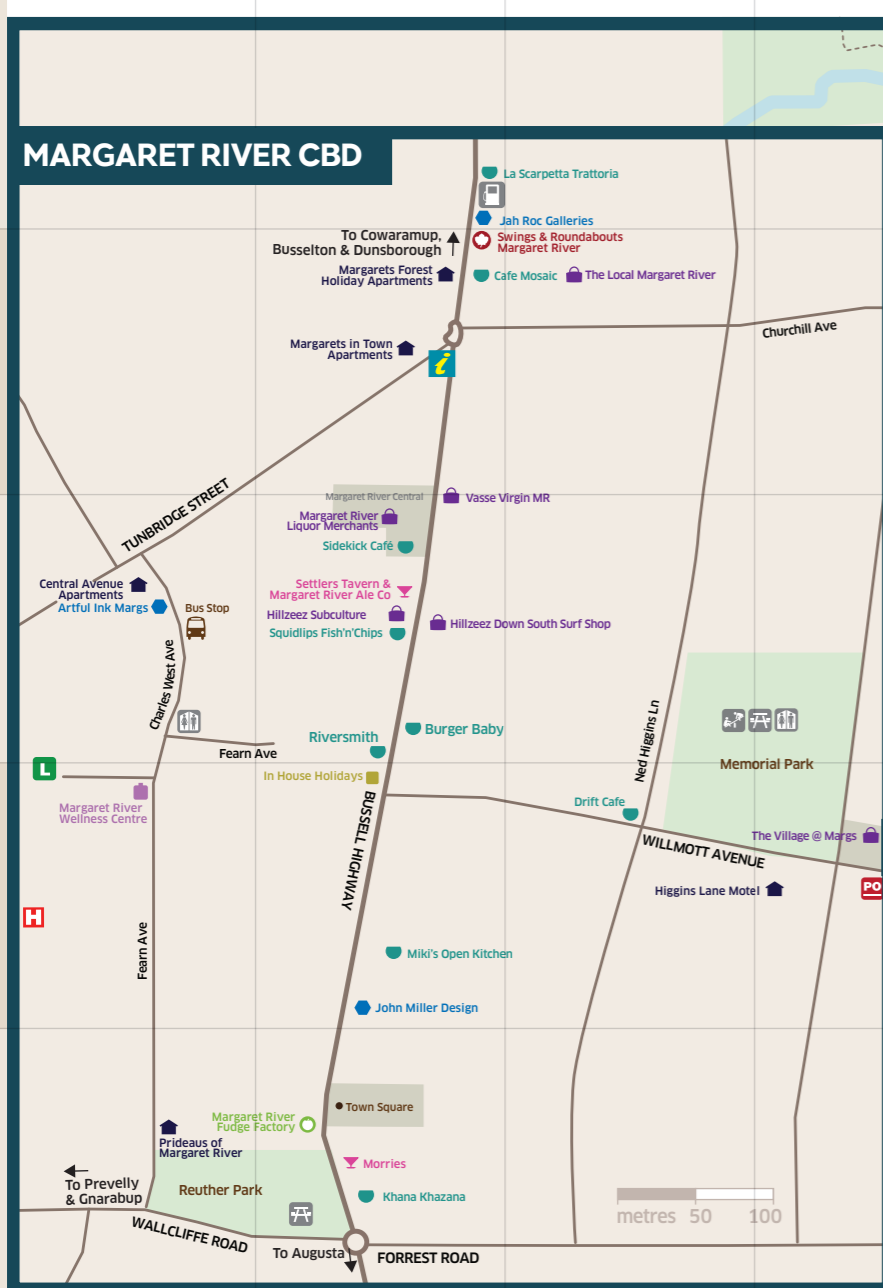 MARGARET RIVER CBD
La Scarpetta Trattoria
Jah Roc Galleries
To Cowaramup,
Busselton & Dunsborough
Swings & Roundabouts
Margaret River
Margarets Forest
Holiday Apartments
Cafe Mosaic
The Local Margaret River
Churchill Ave
Margarets in Town
Apartments
i
Margaret River Central
Vasse Virgin MR
Margaret River
Liquor Merchants
TUNBRIDGE STREET
Sidekick Café
Central Avenue
Apartments
Artful Ink Margs
Bus Stop
Settlers Tavern &
Margaret River Ale Co
Hillzeez Subculture
Squidlips Fish'n'Chips
Hillzeez Down South Surf Shop
Charles West Ave
Ned Higgins Ln
Burger Baby
Riversmith
Fearn Ave
Memorial Park
L
In House Holidays
Margaret River
Wellness Centre
BUSSELL HIGHWAY
Drift Cafe
The Village @ Margs
WILLMOTT AVENUE
Higgins Lane Motel
PO
H
Fearn Ave
Miki's Open Kitchen
John Miller Design
Town Square
Margaret River
Fudge Factory
Prideaus of
Margaret River
Morries
To Prevelly
& Gnarabup
Reuther Park
Khana Khazana
metres 50 100
WALLCLIFFE ROAD
To Augusta
FORREST ROAD